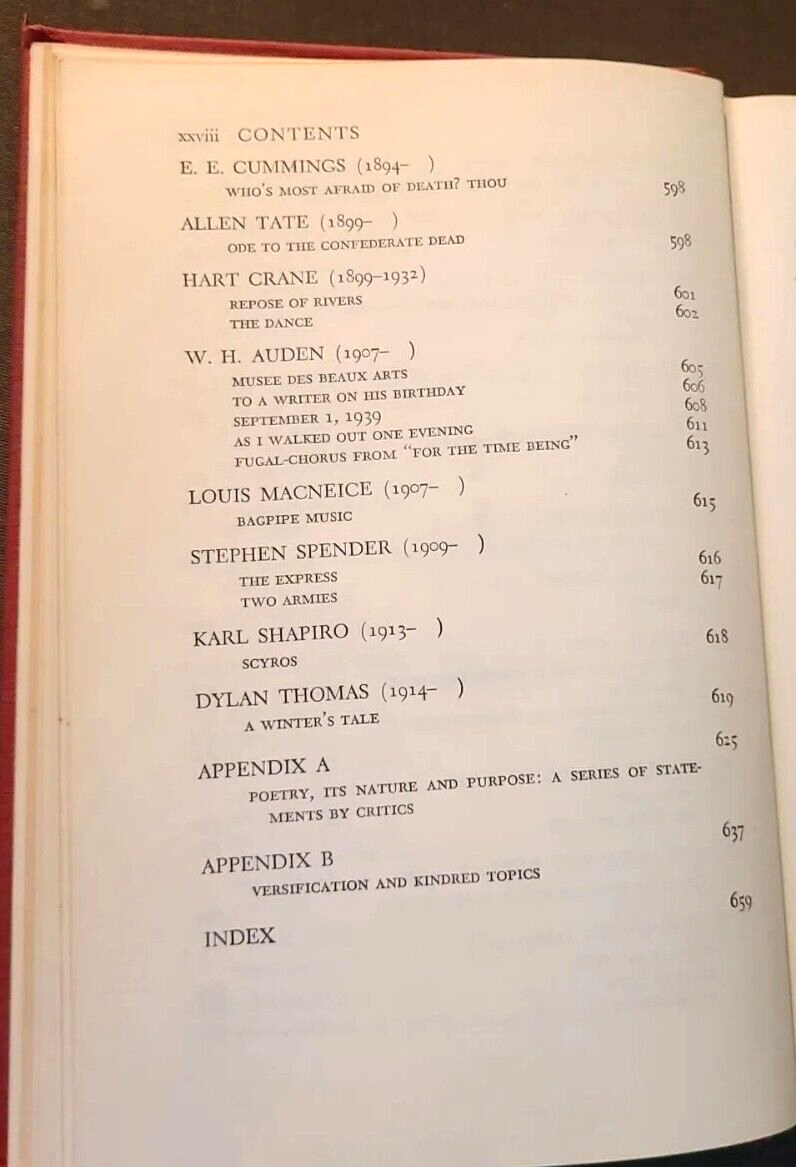 xxviii CONTENTS
E. E. CUMMINGS (1894– )
WHO'S MOST AFRAID OF DEATH? THOU 598
ALLEN TATE (1899– )
ODE TO THE CONFEDERATE DEAD 598
HART CRANE (1899–1932)
REPOSE OF RIVERS 601
THE DANCE 602
W. H. AUDEN (1907– )
MUSEE DES BEAUX ARTS 605
TO A WRITER ON HIS BIRTHDAY 606
SEPTEMBER 1, 1939 608
AS I WALKED OUT ONE EVENING 611
FUGAL-CHORUS FROM "FOR THE TIME BEING" 613
LOUIS MACNEICE (1907– )
BAGPIPE MUSIC 615
STEPHEN SPENDER (1909– )
THE EXPRESS 616
TWO ARMIES 617
KARL SHAPIRO (1913– )
SCYROS 618
DYLAN THOMAS (1914– )
A WINTER'S TALE 619
APPENDIX A 625
POETRY, ITS NATURE AND PURPOSE: A SERIES OF STATE-
MENTS BY CRITICS
APPENDIX B 637
VERSIFICATION AND KINDRED TOPICS
INDEX 659